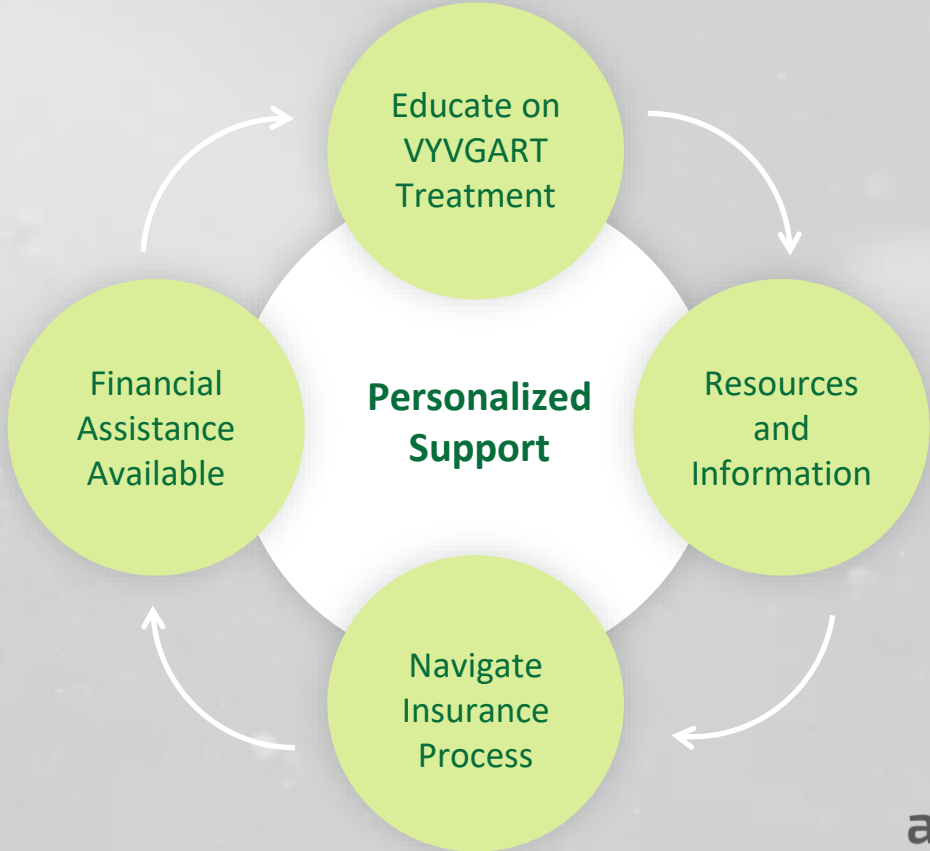 Educate on
VYVGART
Treatment
Financial
Assistance
Available
Personalized
Support
Resources
and
Information
Navigate
Insurance
Process
a